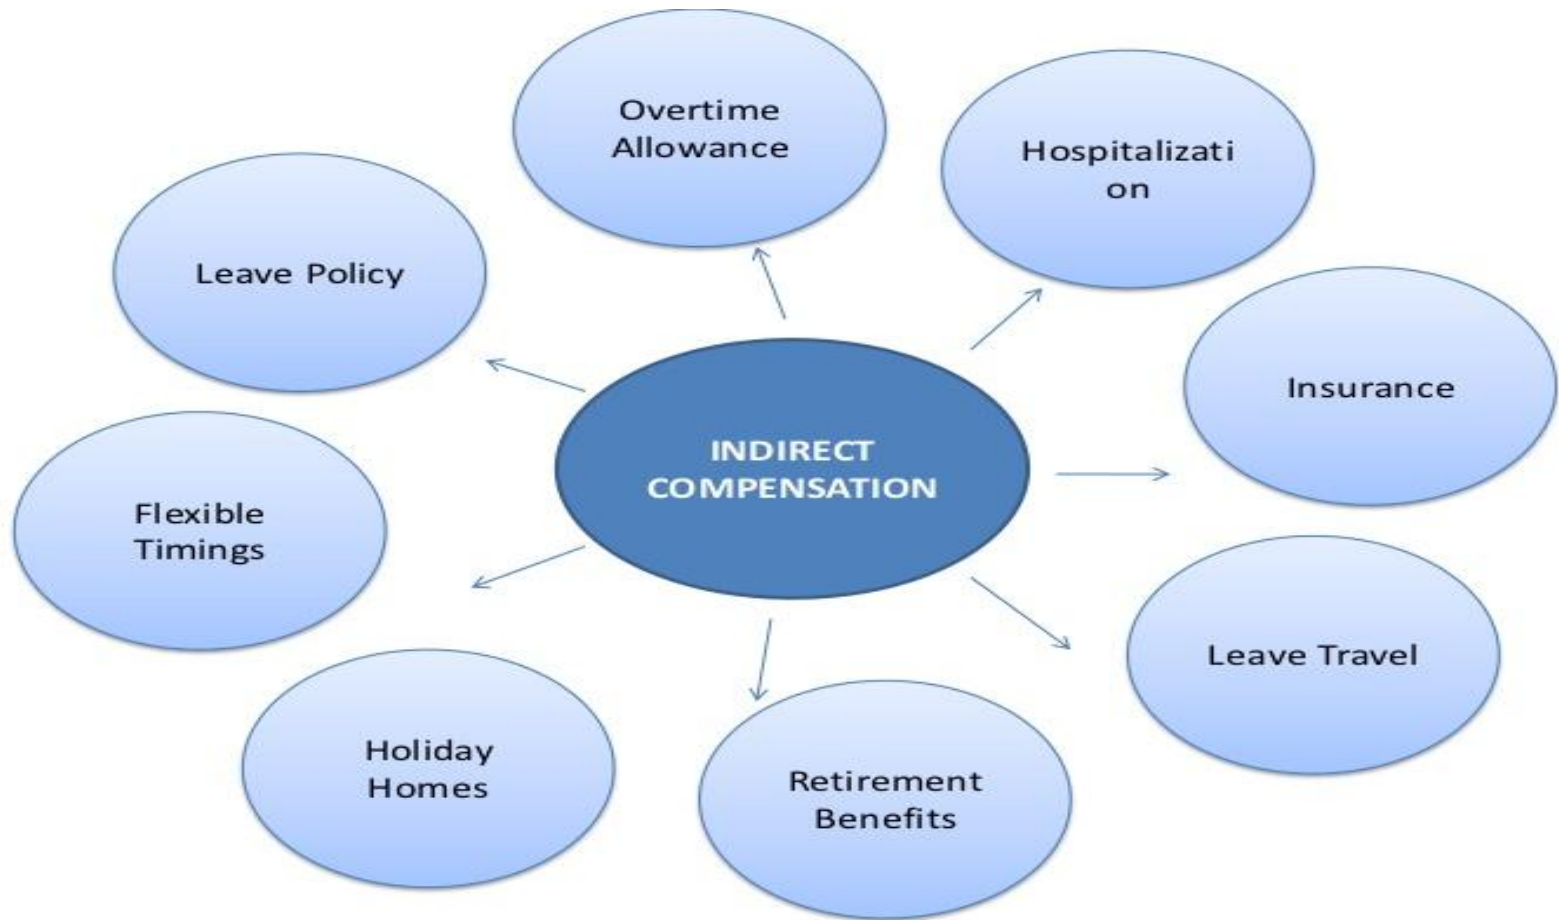 Overtime
Allowance
Hospitalizati
on
Leave Policy
Insurance
INDIRECT
COMPENSATION
Flexible
Timings
Leave Travel
Holiday
Homes
Retirement
Benefits